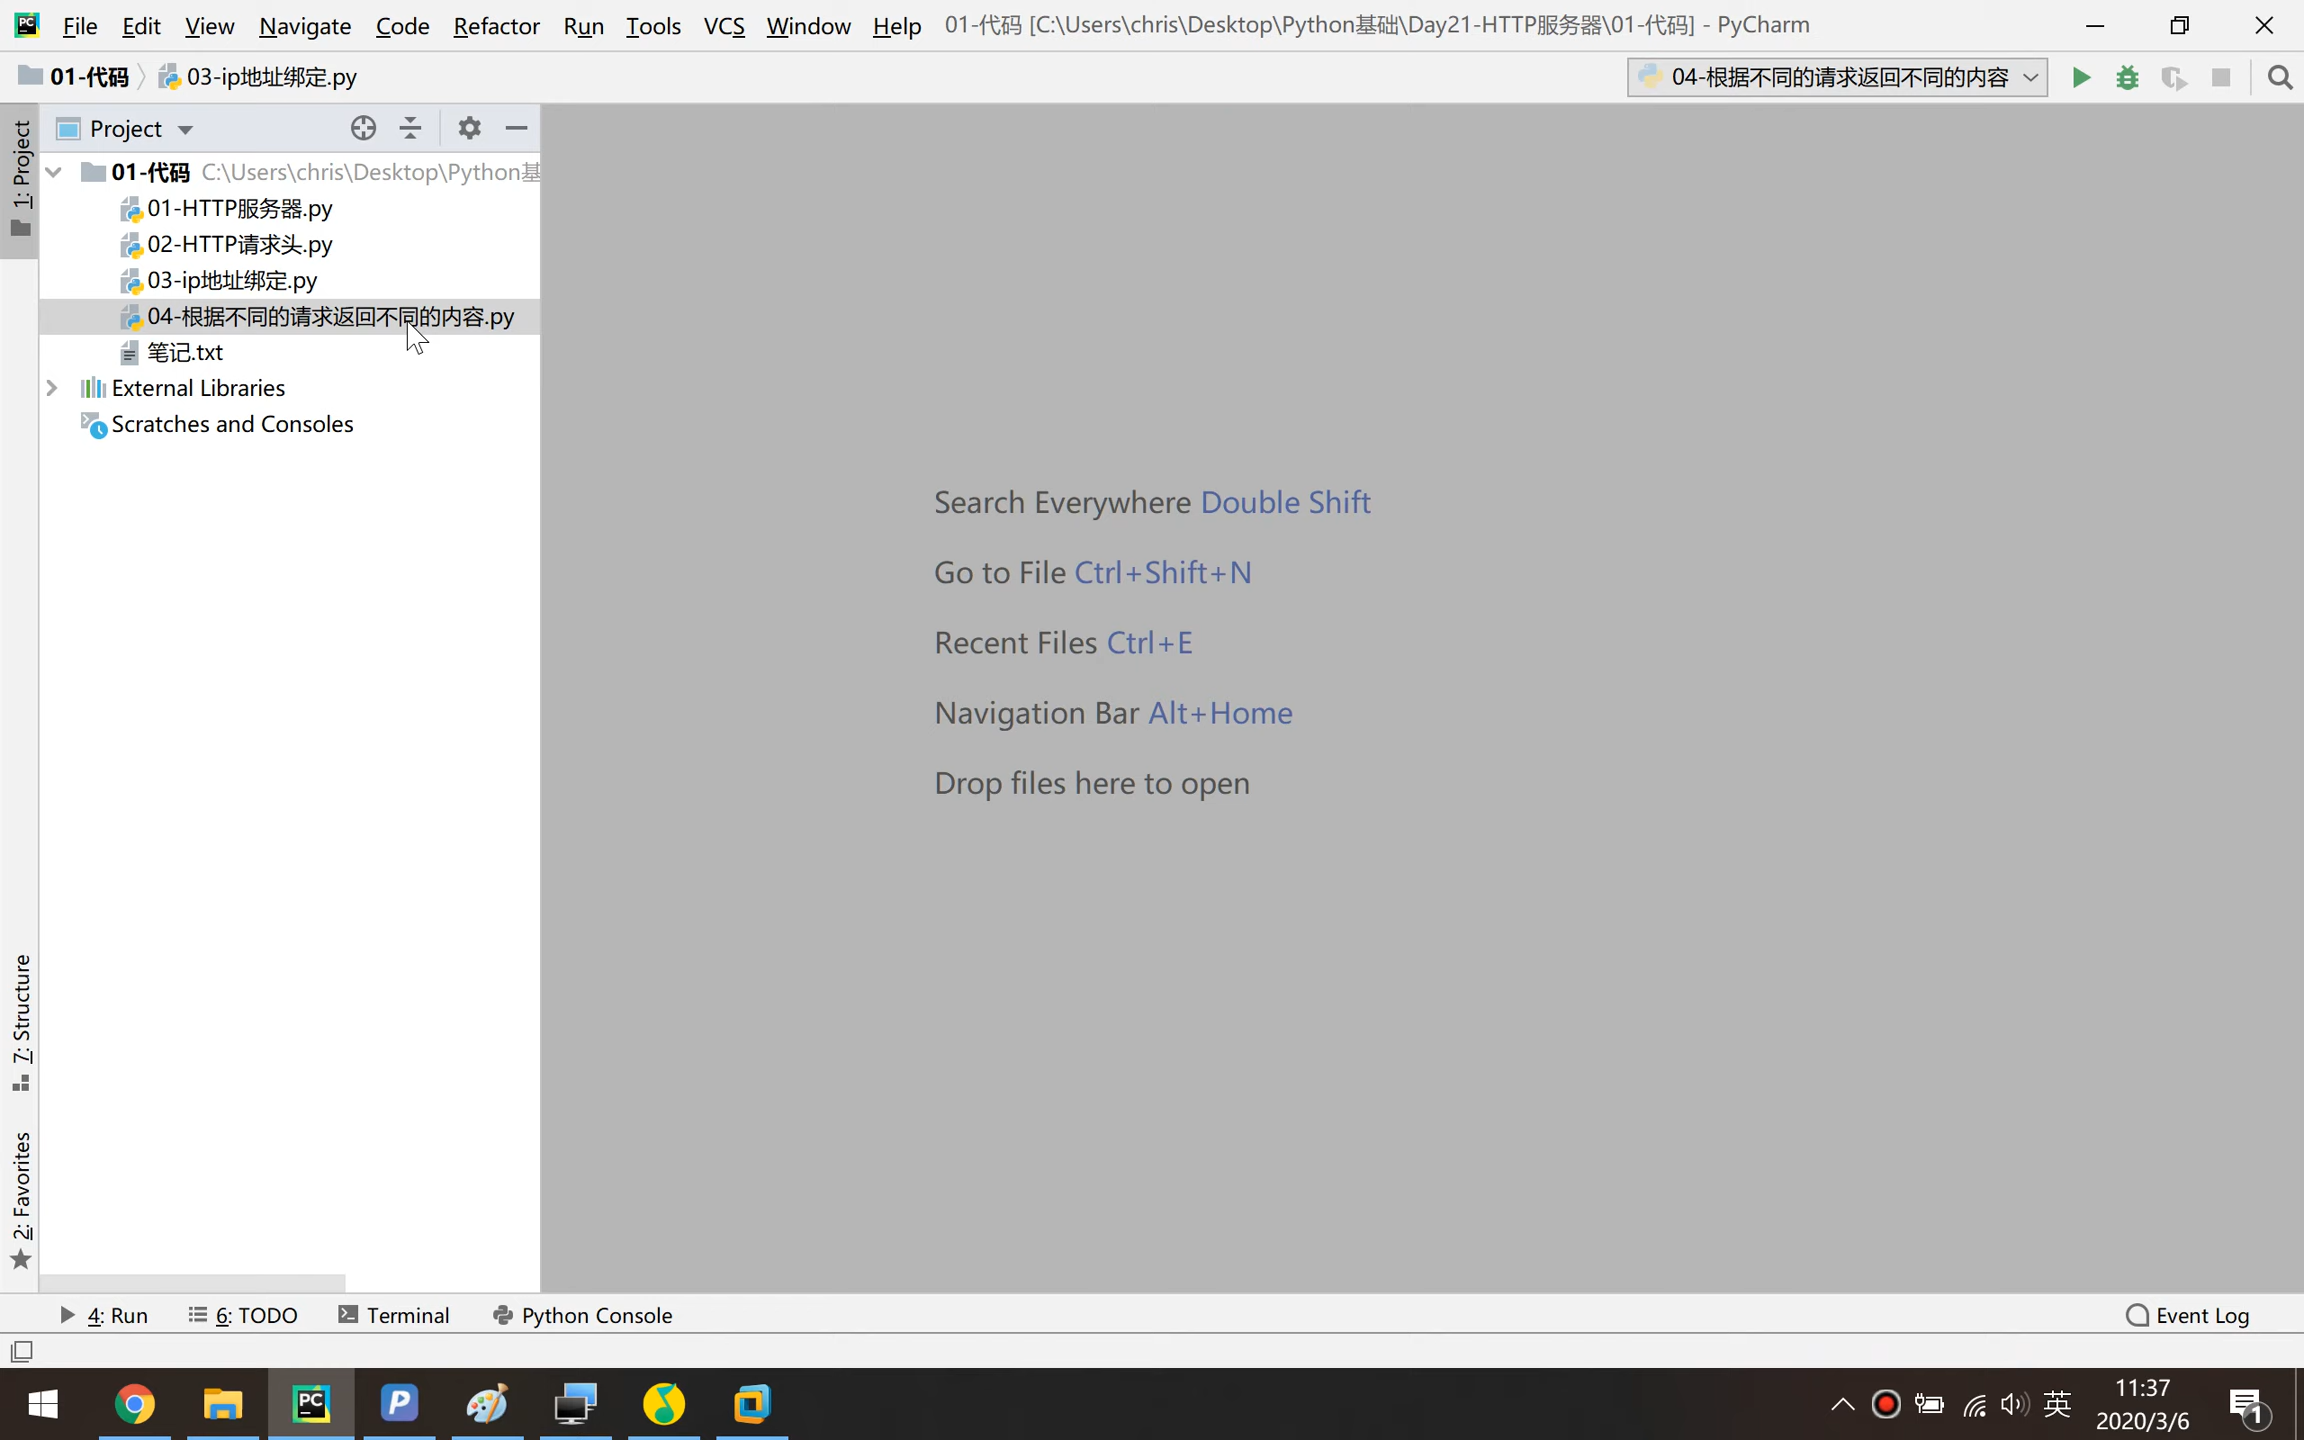 File Edit View Navigate Code Refactor Run Tools VCS Window Help 01-代码 [C:\Users\chris\Desktop\Python基础\Day21-HTTP服务器\01-代码] - PyCharm
01-代码 03-ip地址绑定.py 04-根据不同的请求返回不同的内容
1: Project
Project
01-代码 C:\Users\chris\Desktop\Python基
01-HTTP服务器.py
02-HTTP请求头.py
03-ip地址绑定.py
04-根据不同的请求返回不同的内容.py
笔记.txt
External Libraries
Scratches and Consoles
Search Everywhere Double Shift
Go to File Ctrl+Shift+N
Recent Files Ctrl+E
Navigation Bar Alt+Home
Drop files here to open
7: Structure
2: Favorites
4: Run 6: TODO Terminal Python Console Event Log
PC
P
英
11:37
2020/3/6
1